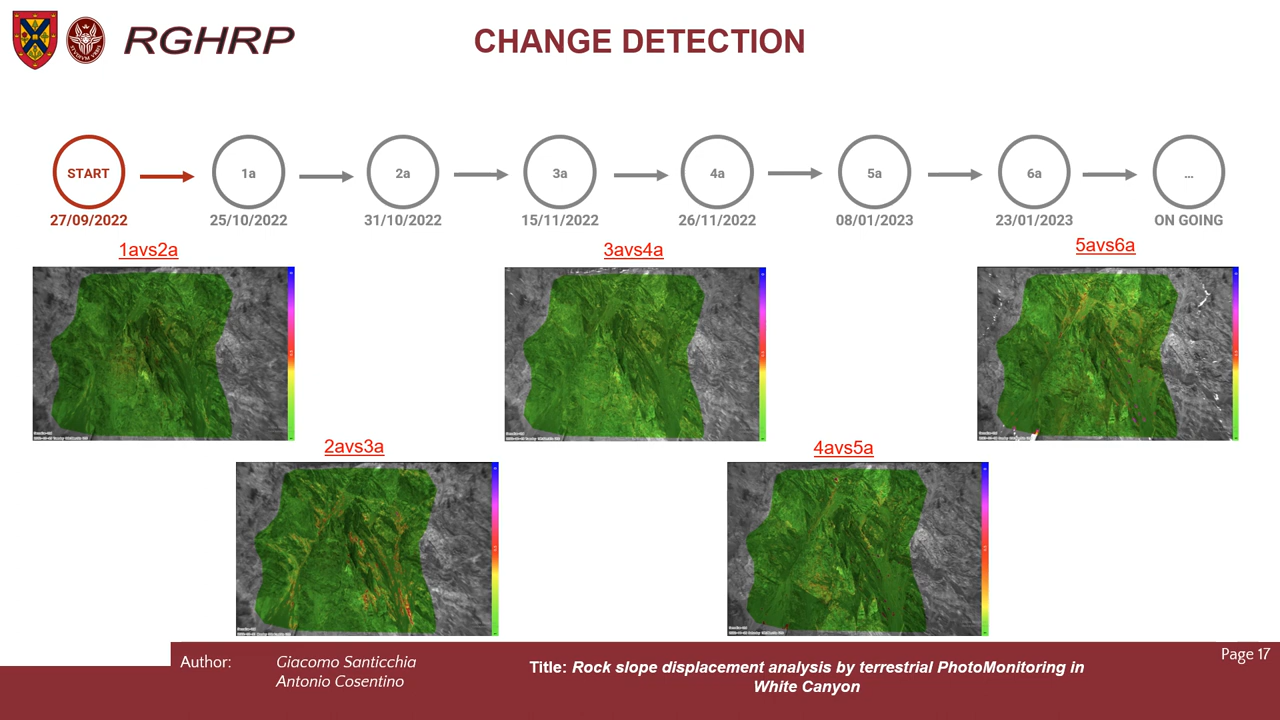 RGHRP
CHANGE DETECTION
START
1a
2a
3a
4a
5a
6a
...
27/09/2022
25/10/2022
31/10/2022
15/11/2022
26/11/2022
08/01/2023
23/01/2023
ON GOING
1avs2a
3avs4a
5avs6a
2avs3a
4avs5a
Author:
Giacomo Santicchia
Antonio Cosentino
Title: Rock slope displacement analysis by terrestrial PhotoMonitoring in
White Canyon
Page 17